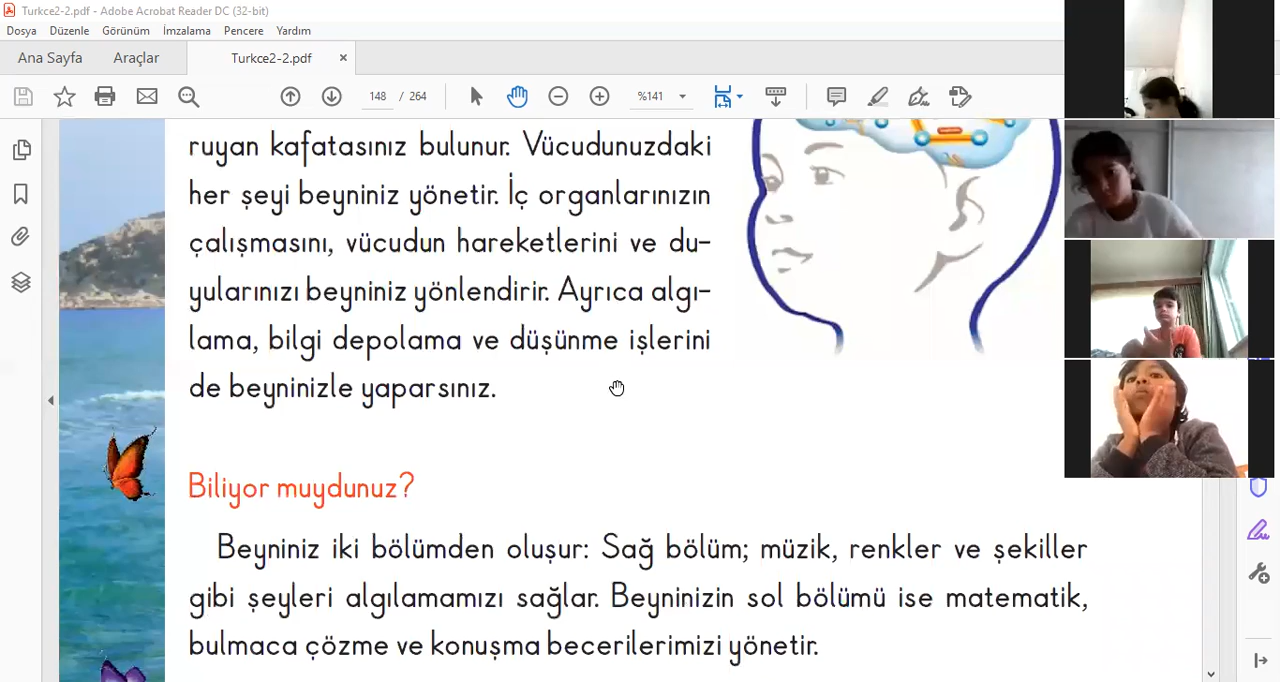 Turkce2-2.pdf - Adobe Acrobat Reader DC (32-bit)
Dosya Düzenle Görünüm İmzalama Pencere Yardım
Ana Sayfa Araçlar Turkce2-2.pdf ×
148 / 264 %141
ruyan kafatasınız bulunur. Vücudunuzdaki
her şeyi beyniniz yönetir. İç organlarınızın
çalışmasını, vücudun hareketlerini ve du-
yularınızı beyniniz yönlendirir. Ayrıca algı-
lama, bilgi depolama ve düşünme işlerini
de beyninizle yaparsınız.
Biliyor muydunuz?
Beyniniz iki bölümden oluşur: Sağ bölüm; müzik, renkler ve şekiller
gibi şeyleri algılamamızı sağlar. Beyninizin sol bölümü ise matematik,
bulmaca çözme ve konuşma becerilerimizi yönetir.